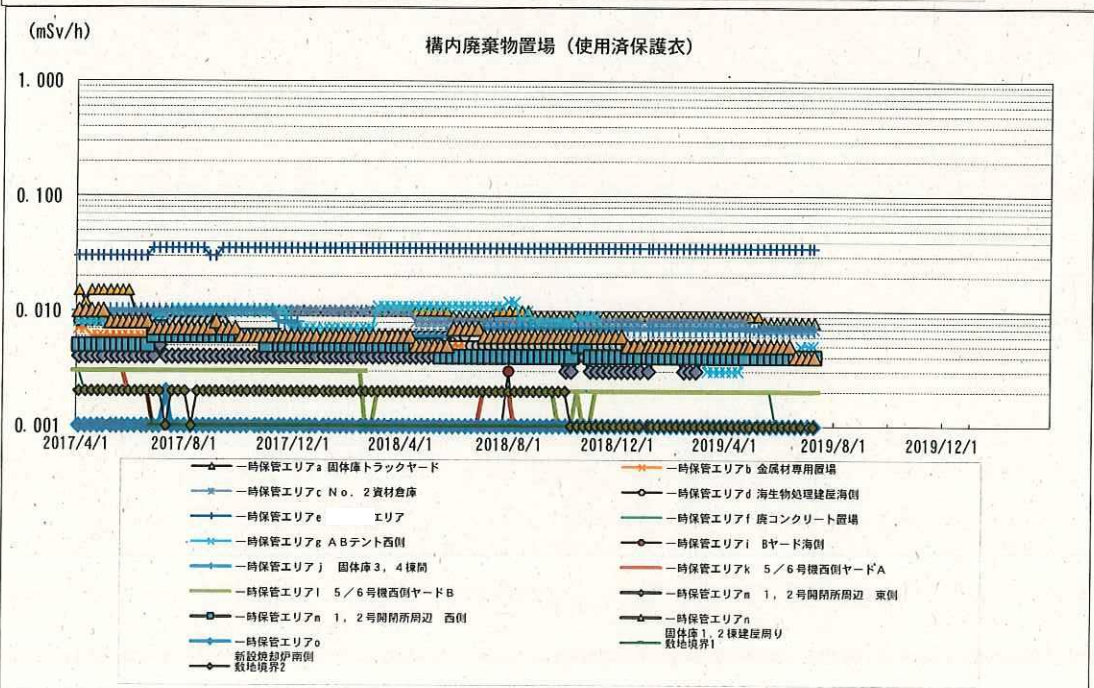 (mSv/h)
構内廃棄物置場(使用済保護衣)
1.000
0.100
0.010
0.001
2017/4/1 2017/8/1 2017/12/1 2018/4/1 2018/8/1 2018/12/1 2019/4/1 2019/8/1 2019/12/1
一時保管エリアa 固体庫トラックヤード
一時保管エリアb 金属材専用置場
一時保管エリアc No.2資材倉庫
一時保管エリアd 海生物処理建屋海側
一時保管エリアe エリア
一時保管エリアf 廃コンクリート置場
一時保管エリアg ABテント西側
一時保管エリアi Bヤード海側
一時保管エリアj 固体庫3,4棟間
一時保管エリアk 5/6号機西側ヤードA
一時保管エリアl 5/6号機西側ヤードB
一時保管エリアm 1,2号開閉所周辺 東側
一時保管エリアm 1,2号開閉所周辺 西側
一時保管エリアn
固体庫1,2棟建屋周り
一時保管エリアo
新設焼却炉南側
敷地境界1
敷地境界2